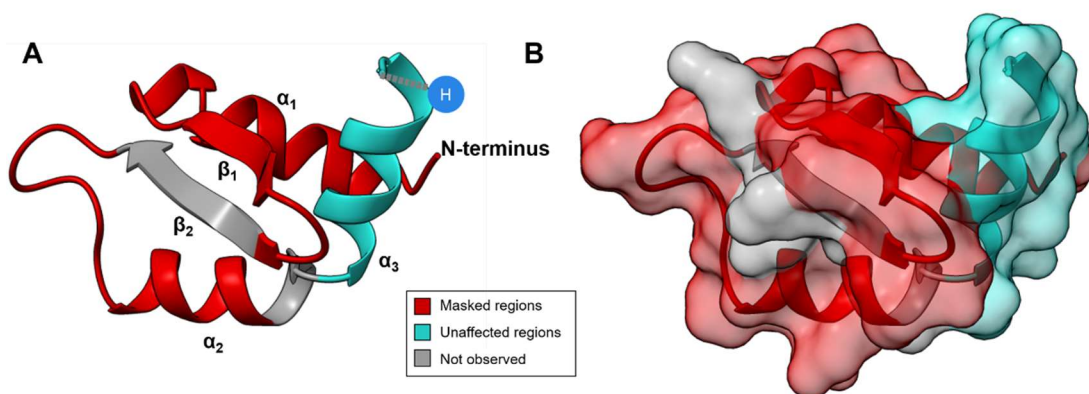 A
B
H
α1
N-terminus
β1
β2
α3
α2
Masked regions
Unaffected regions
Not observed